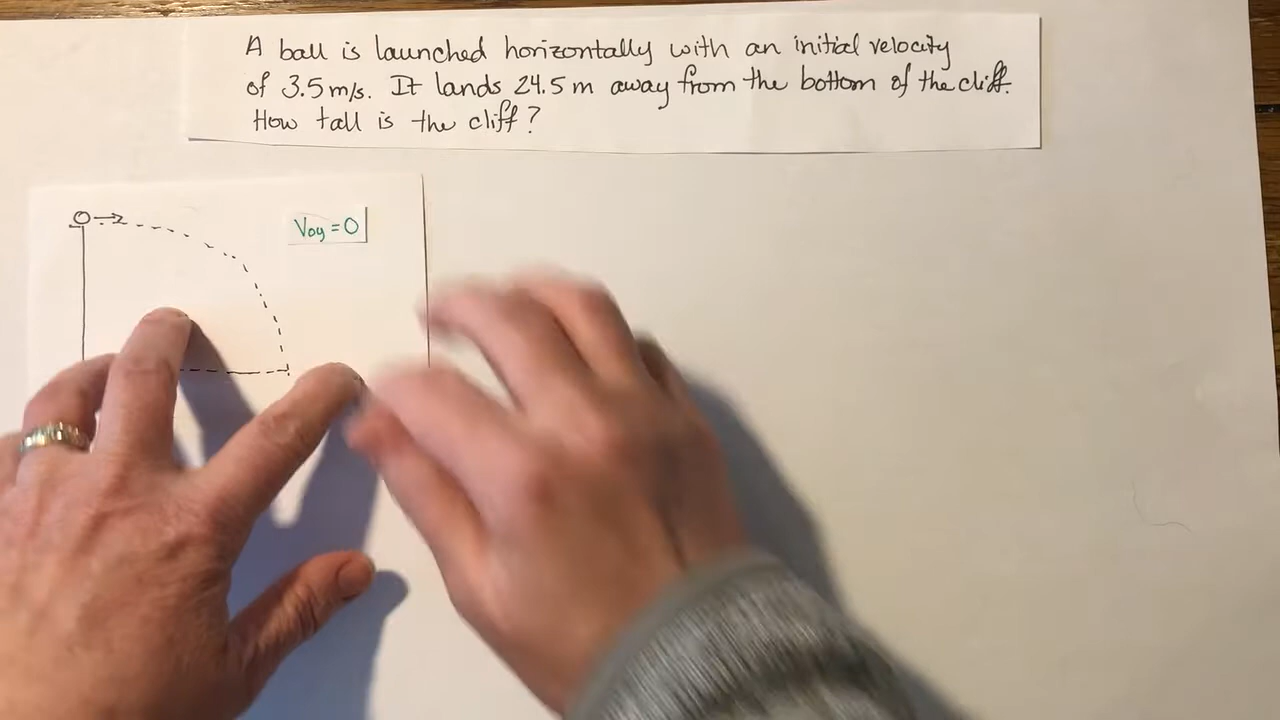 A ball is launched horizontally with an initial velocity
of 3.5 m/s. It lands 24.5 m away from the bottom of the cliff.
How tall is the cliff?
Voy = 0